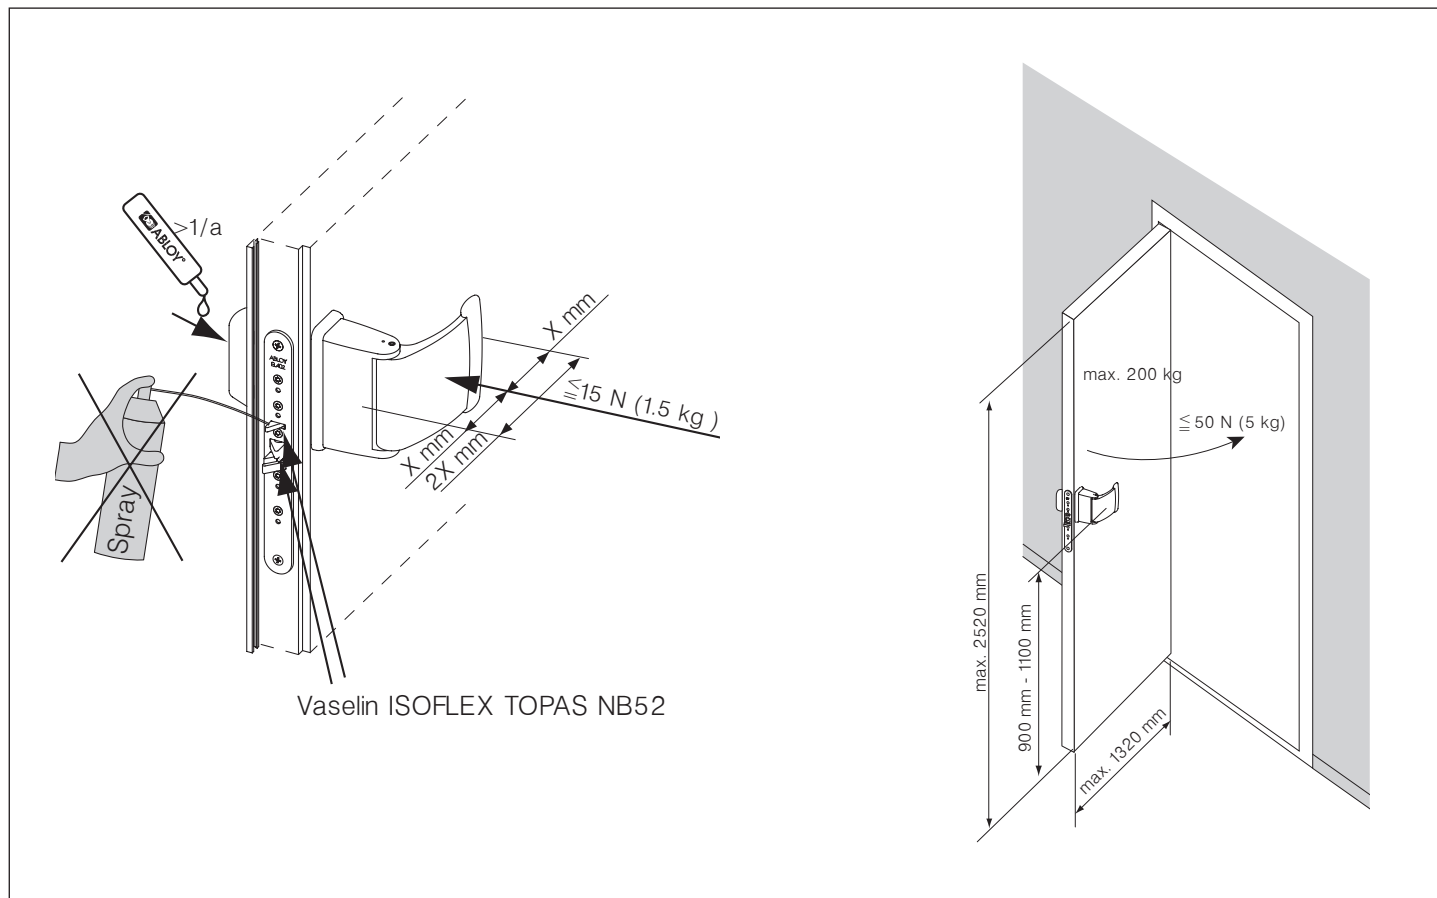 >1/a
ABLOY®
ABLOY
Spray
X mm
≦15 N (1.5 kg )
X mm
2X mm
Vaselin ISOFLEX TOPAS NB52
max. 200 kg
≦ 50 N (5 kg)
max. 2520 mm
900 mm - 1100 mm
max. 1320 mm